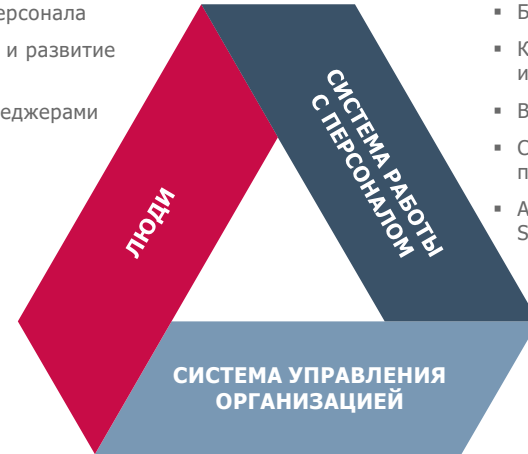 ерсонала
и развитие
еджерами
ЛЮДИ
СИСТЕМА РАБОТЫ
С ПЕРСОНАЛОМ
СИСТЕМА УПРАВЛЕНИЯ
ОРГАНИЗАЦИЕЙ